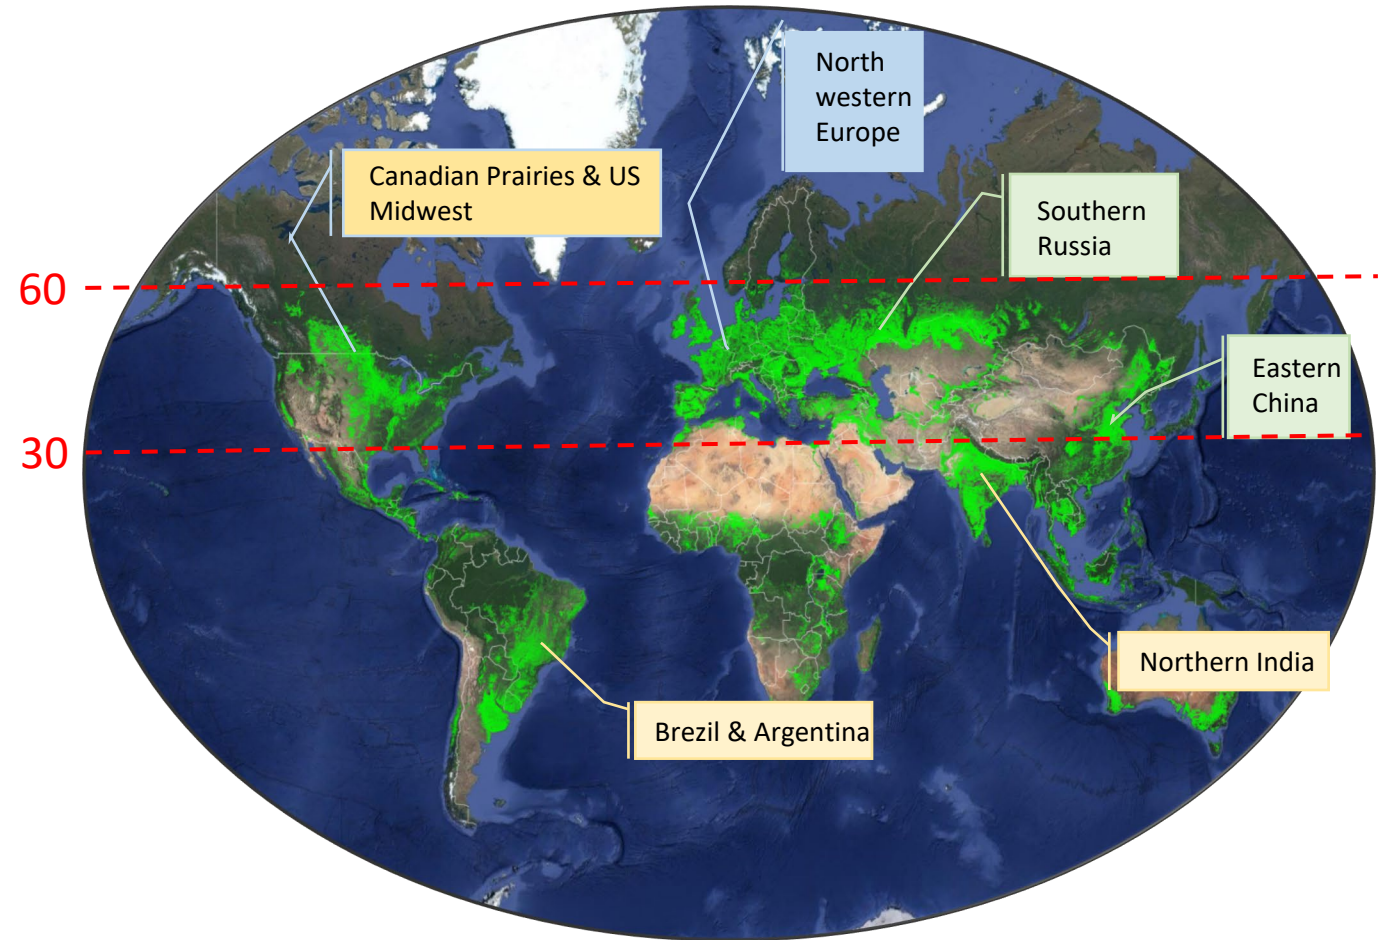 North
western
Europe
Canadian Prairies & US
Midwest
Southern
Russia
60
Eastern
China
30
Northern India
Brezil & Argentina